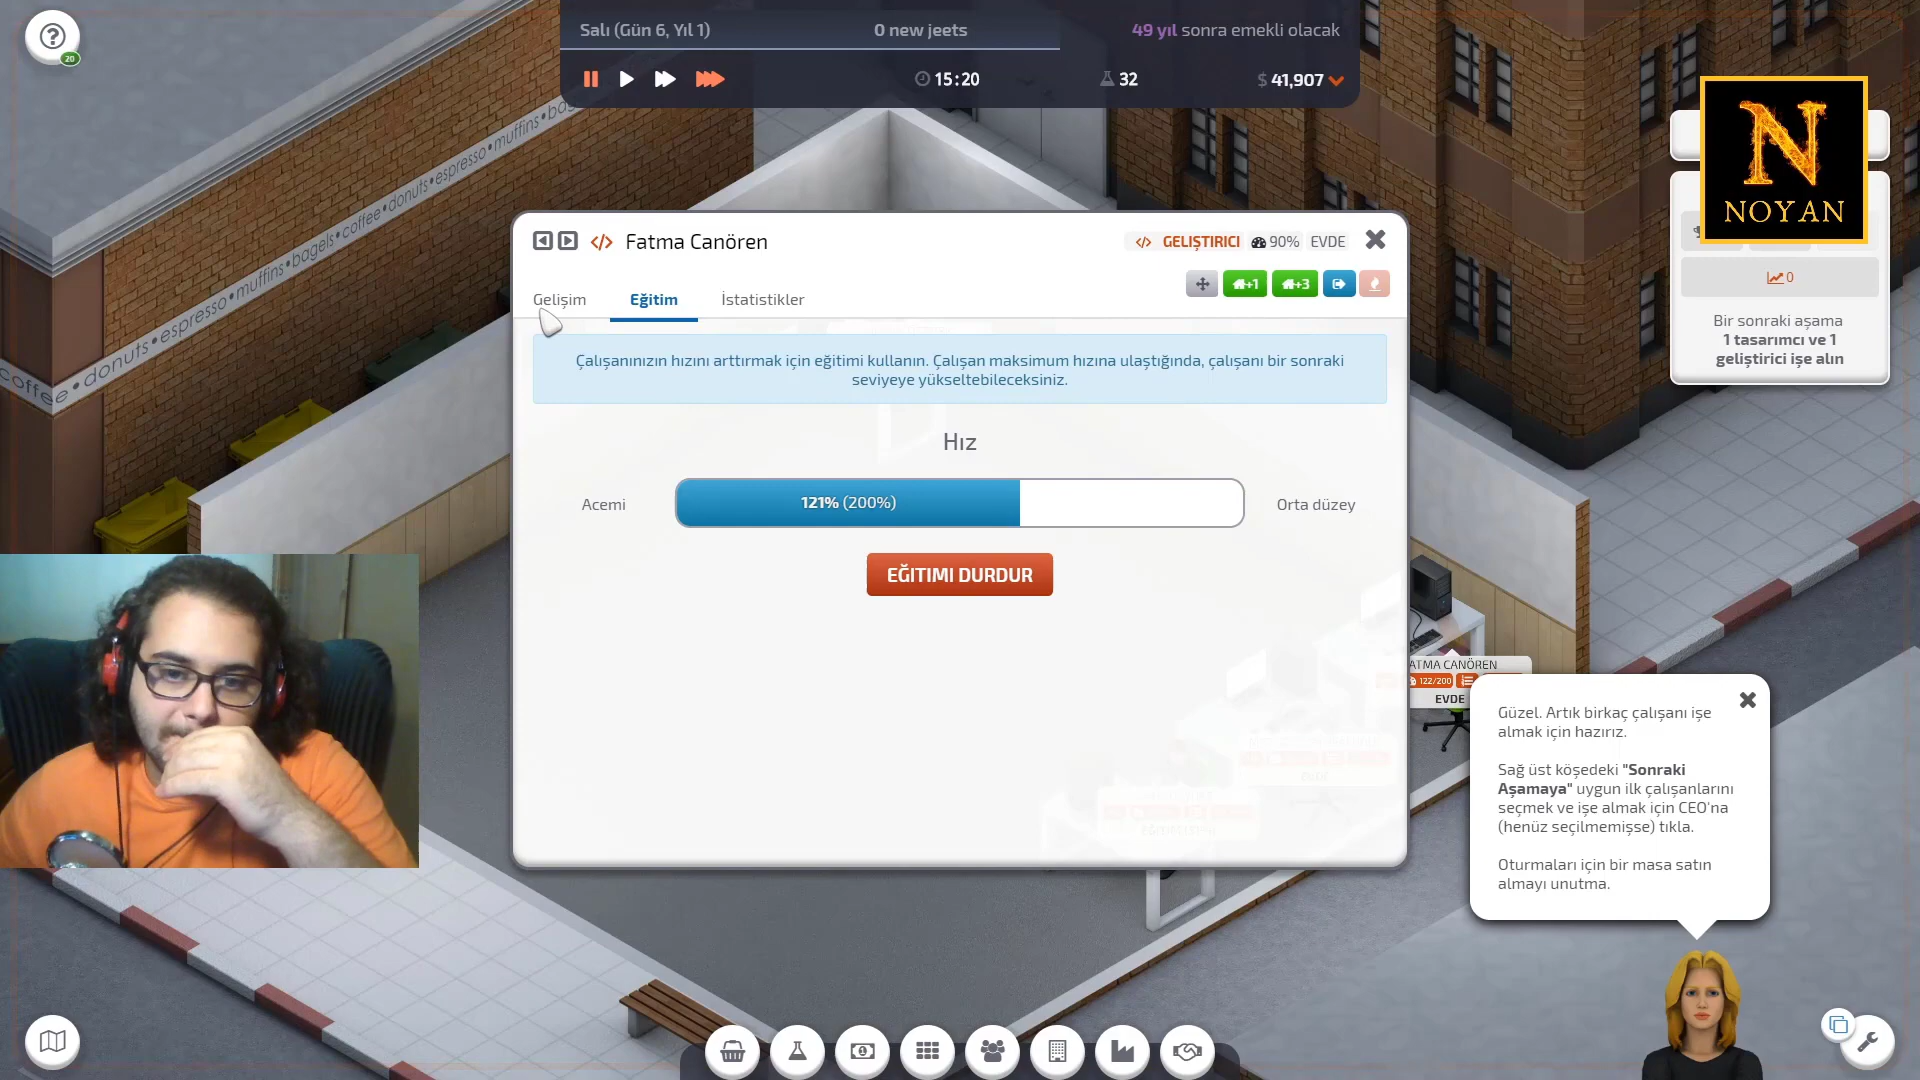 Salı (Gün 6, Yıl 1)
0 new jeets
49 yıl sonra emekli olacak
15:20
32
$ 41,907
20
coffee • donuts • espresso • muffins • bagels • coffee • donuts • espresso • muffins •
NOYAN
0
Bir sonraki aşama
1 tasarımcı ve 1
geliştirici işe alın
</> Fatma Canören
</> GELİŞTIRICI
90%
EVDE
+1
+3
Gelişim
Eğitim
İstatistikler
Çalışanınızın hızını arttırmak için eğitimi kullanın. Çalışan maksimum hızına ulaştığında, çalışanı bir sonraki
seviyeye yükseltebileceksiniz.
Hız
Acemi
121% (200%)
Orta düzey
EĞITIMI DURDUR
ATMA CANÖREN
122/200
EVDE
Güzel. Artık birkaç çalışanı işe
almak için hazırız.
Sağ üst köşedeki "Sonraki
Aşamaya" uygun ilk çalışanlarını
seçmek ve işe almak için CEO'na
(henüz seçilmemişse) tıkla.
Oturmaları için bir masa satın
almayı unutma.